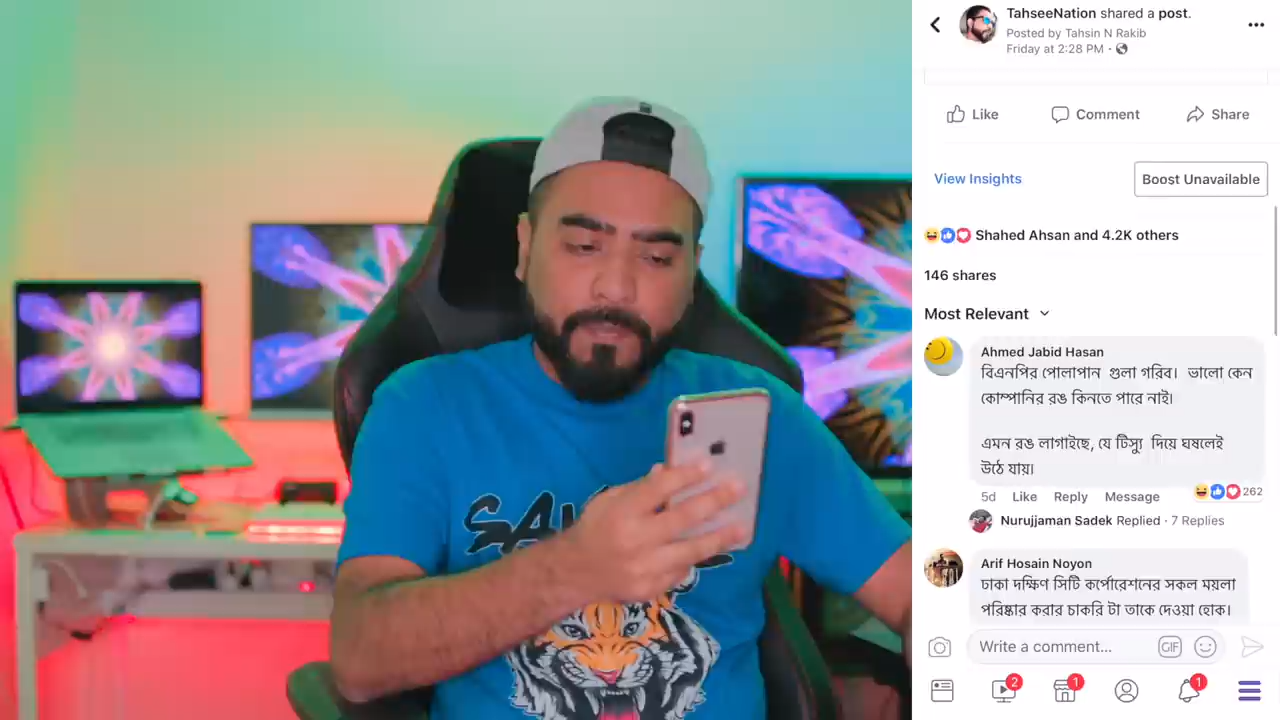 TahseeNation shared a post.
Posted by Tahsin N Rakib
Friday at 2:28 PM
Like Comment Share
View Insights Boost Unavailable
Shahed Ahsan and 4.2K others
146 shares
Most Relevant
Ahmed Jabid Hasan
বিএনপির পোলাপান গুলা গরিব। ভালো কেন
কোম্পানির রঙ কিনতে পারে নাই।
এমন রঙ লাগাইছে, যে টিস্যু দিয়ে ঘষলেই
উঠে যায়।
5d Like Reply Message 262
Nurujjaman Sadek Replied · 7 Replies
Arif Hosain Noyon
ঢাকা দক্ষিণ সিটি কর্পোরেশনের সকল ময়লা
পরিষ্কার করার চাকরি টা তাকে দেওয়া হোক।
Write a comment... GIF
2 1 1